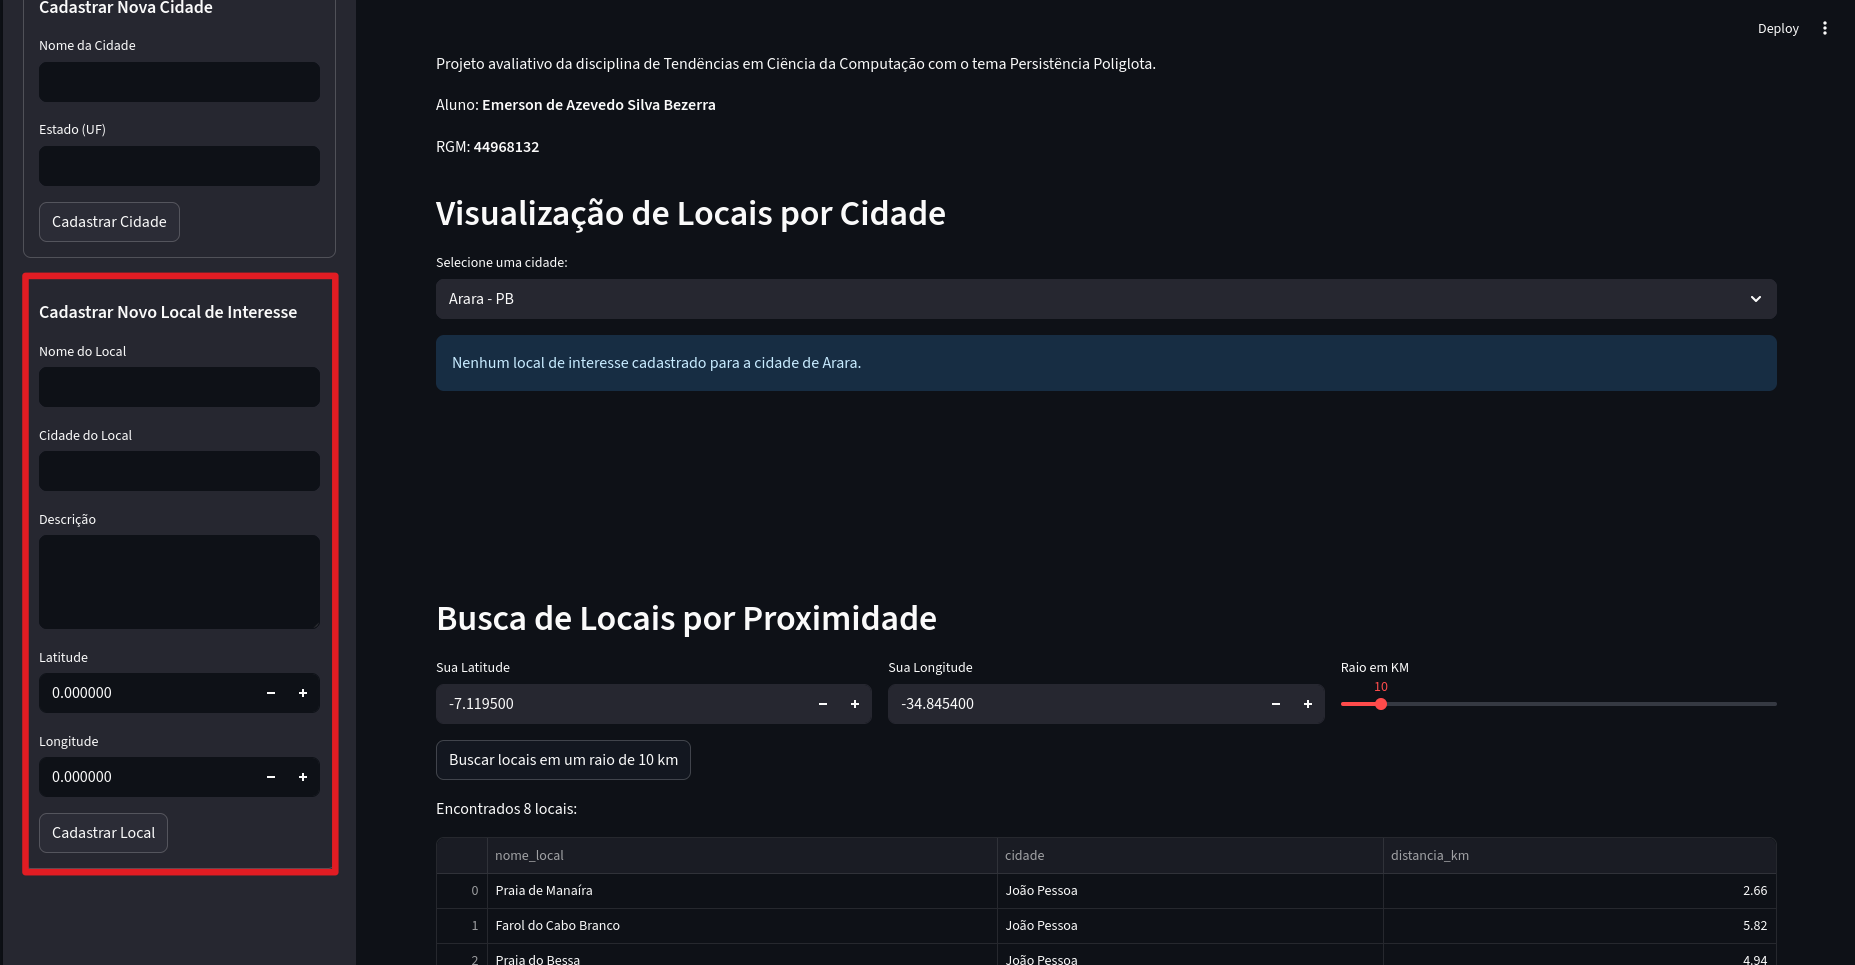 Cadastrar Nova Cidade
Nome da Cidade
Estado (UF)
Cadastrar Cidade
Cadastrar Novo Local de Interesse
Nome do Local
Cidade do Local
Descrição
Latitude
0.000000
Longitude
0.000000
Cadastrar Local
Deploy
Projeto avaliativo da disciplina de Tendências em Ciência da Computação com o tema Persistência Poliglota.
Aluno: Emerson de Azevedo Silva Bezerra
RGM: 44968132
Visualização de Locais por Cidade
Selecione uma cidade:
Arara - PB
Nenhum local de interesse cadastrado para a cidade de Arara.
Busca de Locais por Proximidade
Sua Latitude Sua Longitude Raio em KM
10
-7.119500 -34.845400
Buscar locais em um raio de 10 km
Encontrados 8 locais:
nome_local cidade distancia_km
0 Praia de Manaíra João Pessoa 2.66
1 Farol do Cabo Branco João Pessoa 5.82
2 Praia do Bessa João Pessoa 4.94